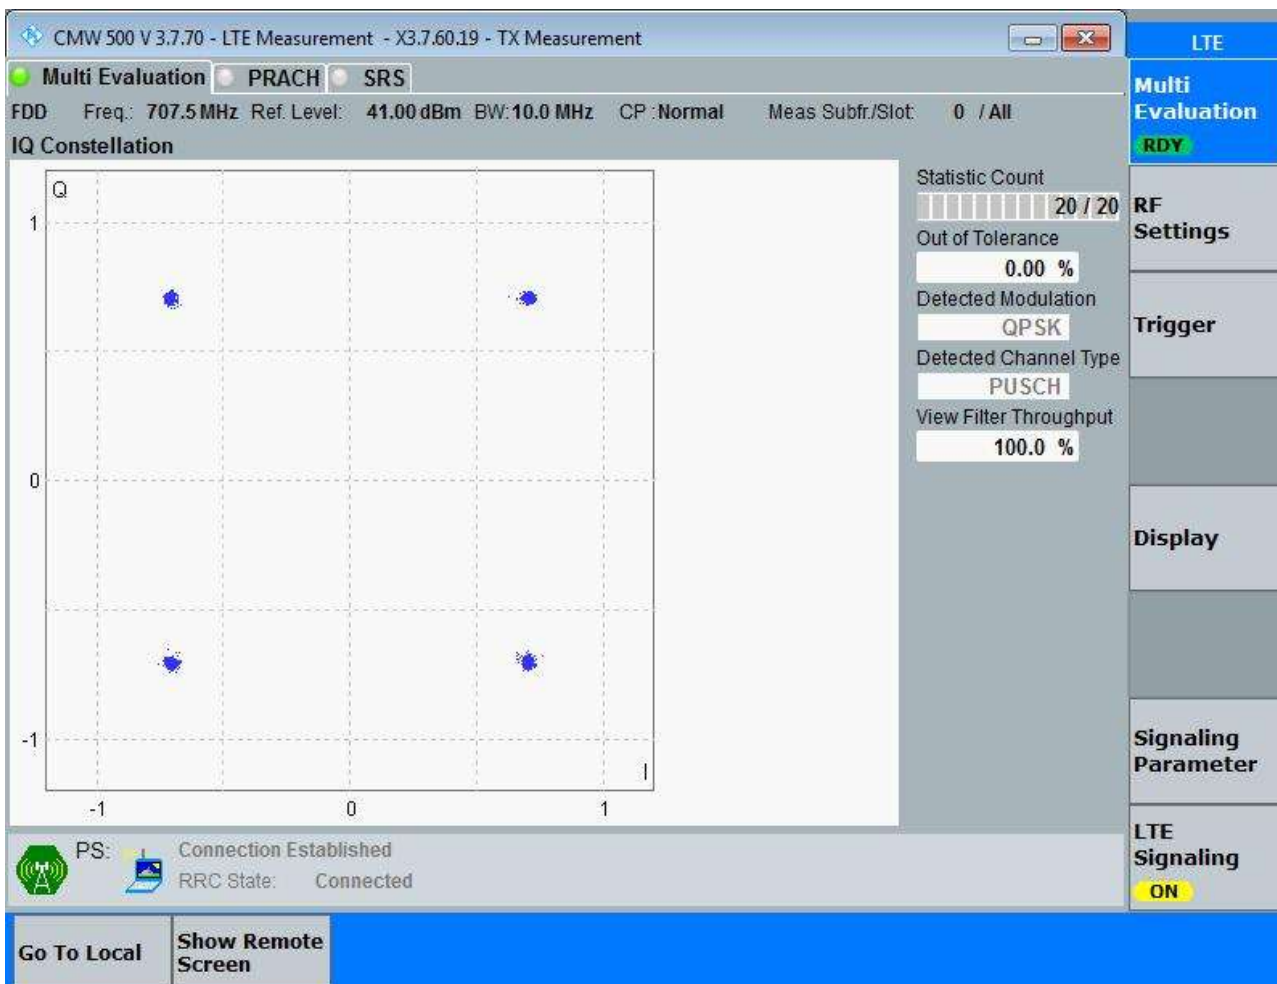 CMW 500 V 3.7.70 - LTE Measurement - X3.7.60.19 - TX Measurement
LTE
Multi Evaluation PRACH SRS
FDD Freq.: 707.5 MHz Ref. Level: 41.00 dBm BW: 10.0 MHz CP : Normal Meas Subfr./Slot: 0 / All
IQ Constellation
Q
1
0
-1
I
-1 0 1
Statistic Count
20 / 20
Out of Tolerance
0.00 %
Detected Modulation
QPSK
Detected Channel Type
PUSCH
View Filter Throughput
100.0 %
Multi
Evaluation
RDY
RF
Settings
Trigger
Display
Signaling
Parameter
LTE
Signaling
ON
PS: Connection Established
RRC State: Connected
Go To Local
Show Remote
Screen